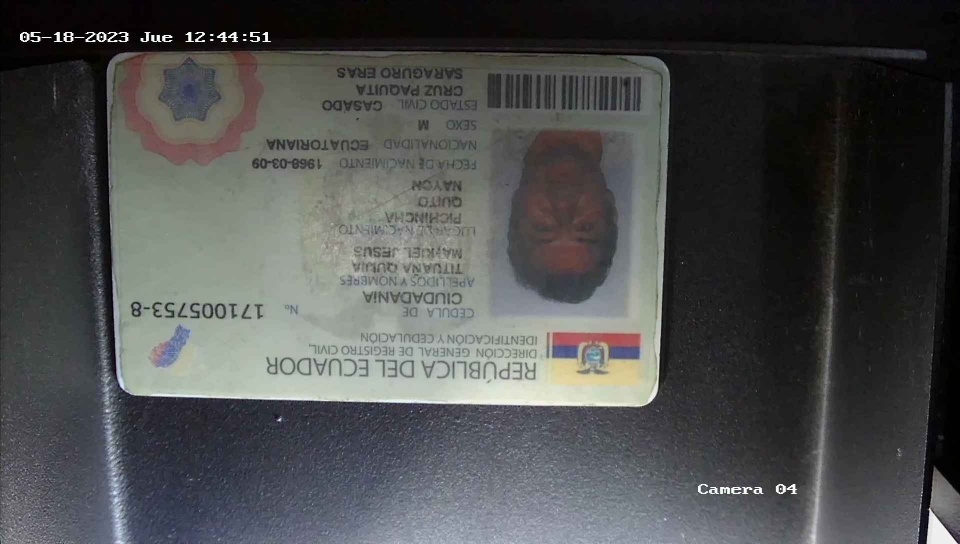 05-18-2023 Jue 12:44:51
REPÚBLICA DEL ECUADOR
DIRECCIÓN GENERAL DE REGISTRO CIVIL,
IDENTIFICACIÓN Y CEDULACIÓN
CÉDULA DE
CIUDADANÍA
No. 171005753-8
APELLIDOS Y NOMBRES
TITUAÑA QUIJIA
MANUEL JESUS
LUGAR DE NACIMIENTO
PICHINCHA
QUITO
NAYON
FECHA DE NACIMIENTO 1968-03-09
NACIONALIDAD ECUATORIANA
SEXO M
ESTADO CIVIL CASADO
CRUZ PAQUITA
SARAGURO ERAS
Camera 04